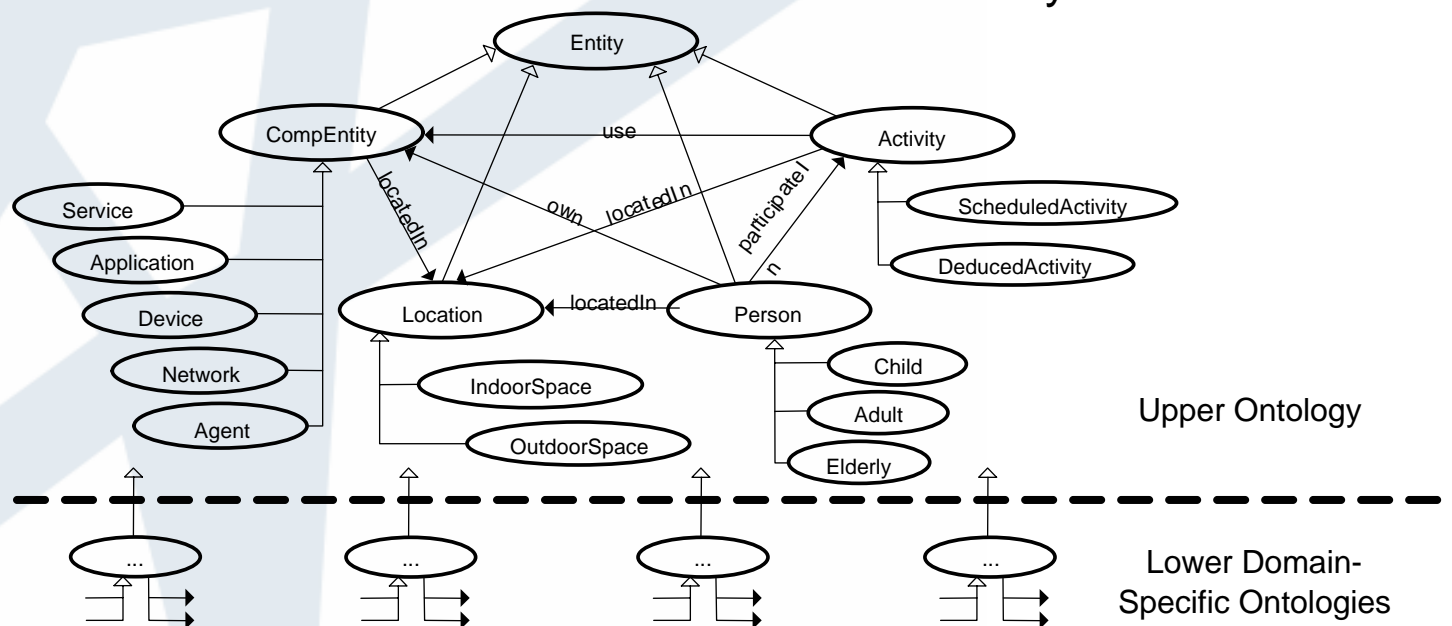 y
Entity
CompEntity
use
Activity
locatedIn
own
locatedIn
participateI
n
Service
ScheduledActivity
Application
DeducedActivity
Device
Location
locatedIn
Person
Network
IndoorSpace
Child
Agent
OutdoorSpace
Adult
Elderly
Upper Ontology
...
...
...
...
Lower Domain-
Specific Ontologies